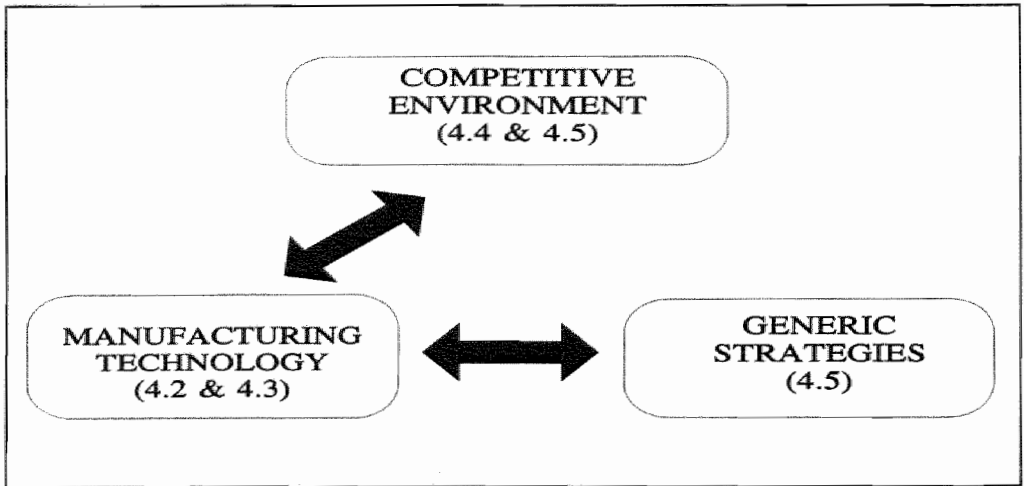 COMPETITIVE
ENVIRONMENT
(4.4 & 4.5)
MANUFACTURING
TECHNOLOGY
(4.2 & 4.3)
GENERIC
STRATEGIES
(4.5)